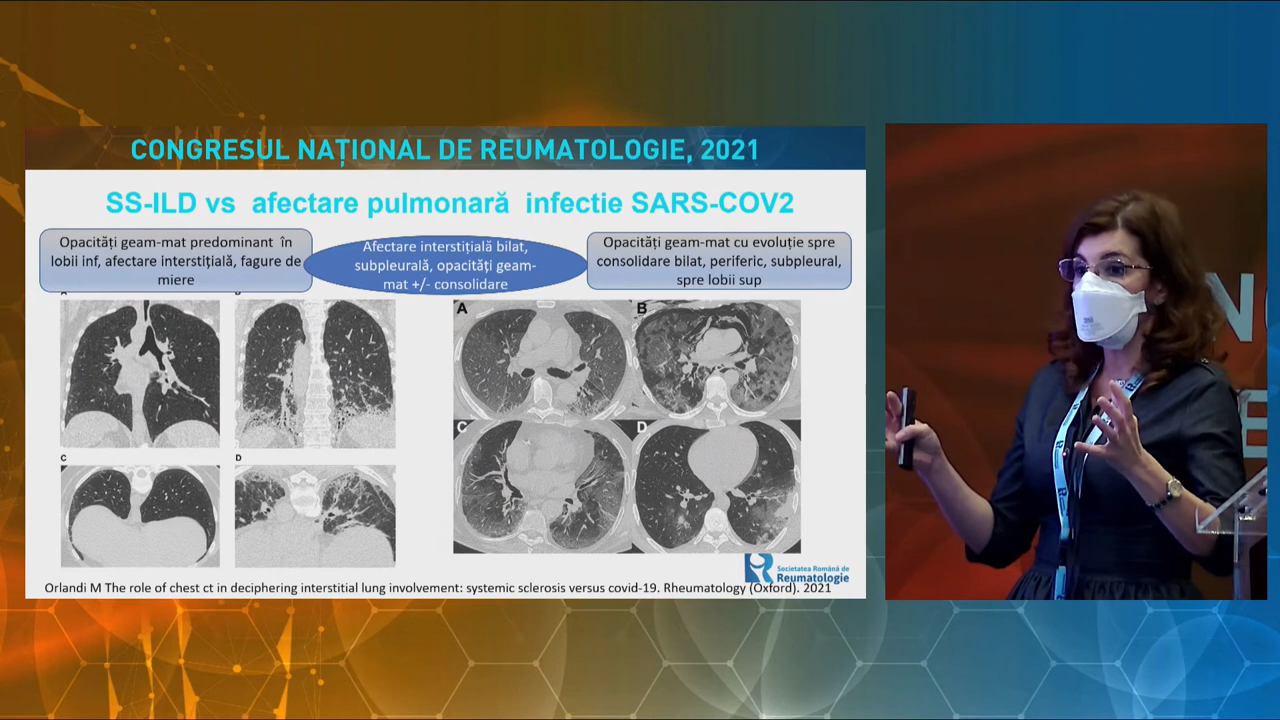 CONGRESUL NAȚIONAL DE REUMATOLOGIE, 2021
SS-ILD vs afectare pulmonară infectie SARS-COV2
Opacități geam-mat predominant în
lobii inf, afectare interstițială, fagure de
miere
Afectare interstițială bilat,
subpleurală, opacități geam-
mat +/- consolidare
Opacități geam-mat cu evoluție spre
consolidare bilat, periferic, subpleural,
spre lobii sup
A
B
C
D
A
B
C
D
Societatea Română de
Reumatologie
Orlandi M The role of chest ct in deciphering interstitial lung involvement: systemic sclerosis versus covid-19. Rheumatology (Oxford). 2021